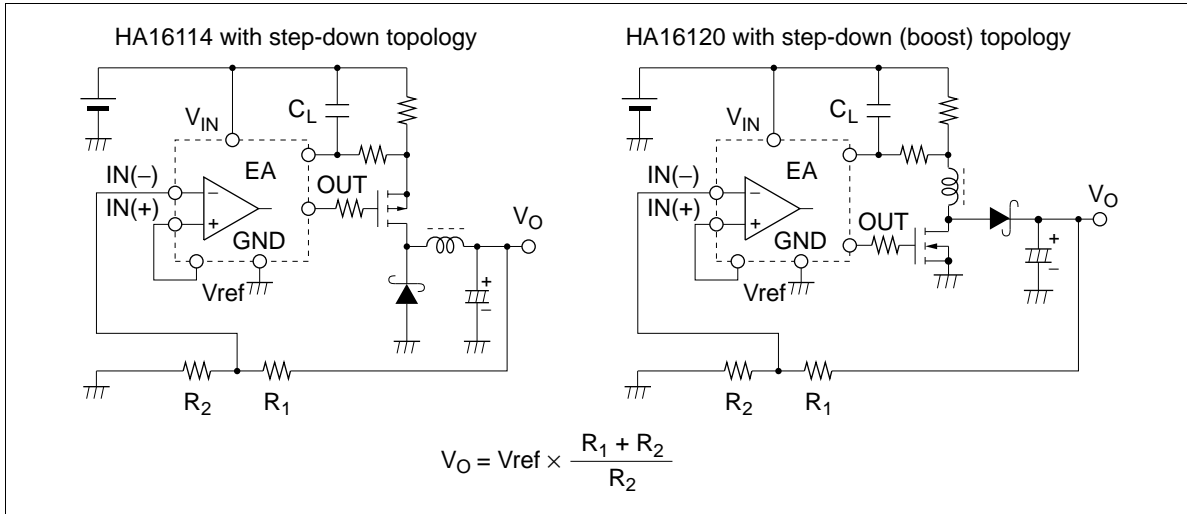 HA16114 with step-down topology
C_L
V_IN
IN(−)
EA
−
OUT
IN(+)
+
V_O
GND
Vref
+
−
R_2
R_1
HA16120 with step-down (boost) topology
C_L
V_IN
IN(−)
EA
−
IN(+)
+
V_O
GND
OUT
Vref
+
−
R_2
R_1
V_O = Vref × (R_1 + R_2) / R_2